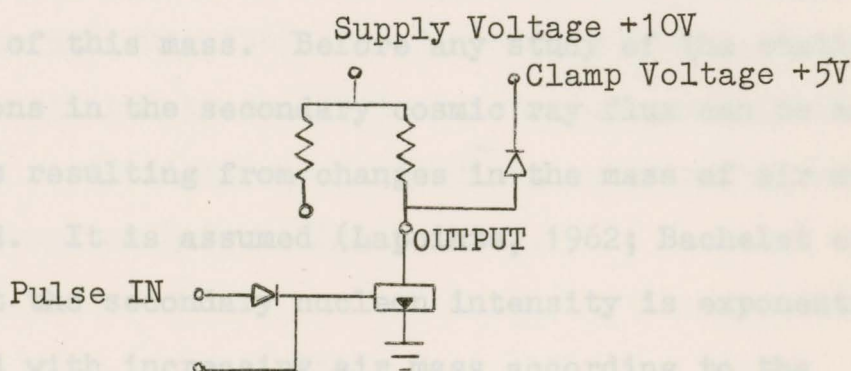 Supply Voltage +10V
of this mass. Before any study of the
Clamp Voltage +5V
ons in the secondary cosmic ray flux can be
resulting from changes in the mass of air
. It is assumed (La 1962; Bachelet
OUTPUT
Pulse IN
the secondary nucleon intensity is exponent
with increasing air mass according to the